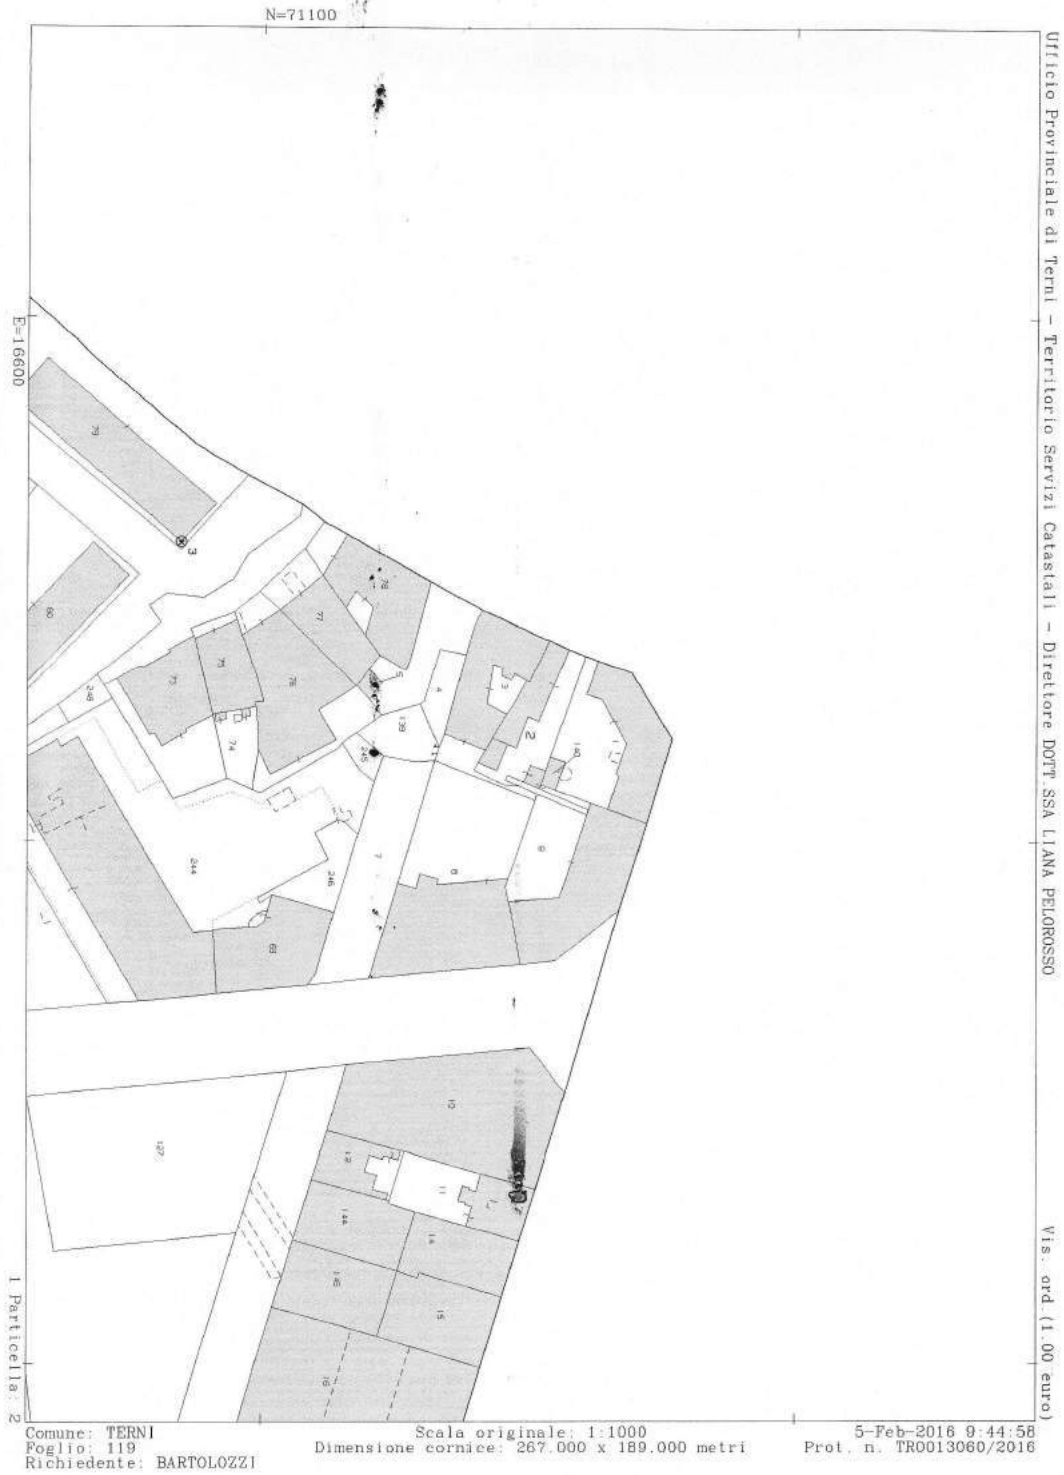 N=71100
Ufficio Provinciale di Terni - Territorio Servizi Catastali - Direttore DOTT.SSA LIANA PELOROSSO
Vis. ord. (1.00 euro)
E=16600
79
3
80
78
77
5
4
3
75
76
73
248
139
2
1
140
74
245
41
7
8
9
244
246
69
10
127
12
11
144
14
145
15
16
1 Particella: 2
Comune: TERNI
Foglio: 119
Richiedente: BARTOLOZZI
Scala originale: 1:1000
Dimensione cornice: 267.000 x 189.000 metri
5-Feb-2016 9:44:58
Prot. n. TR0013060/2016